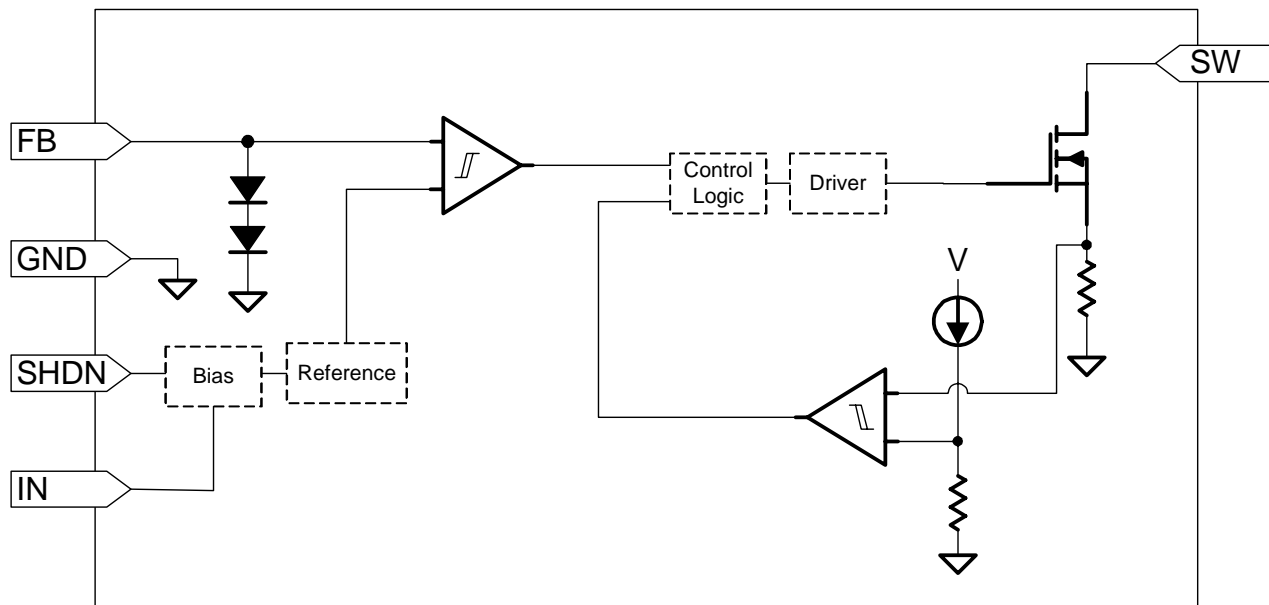 SW
FB
Control
Logic
Driver
GND
V
SHDN
Bias
Reference
IN